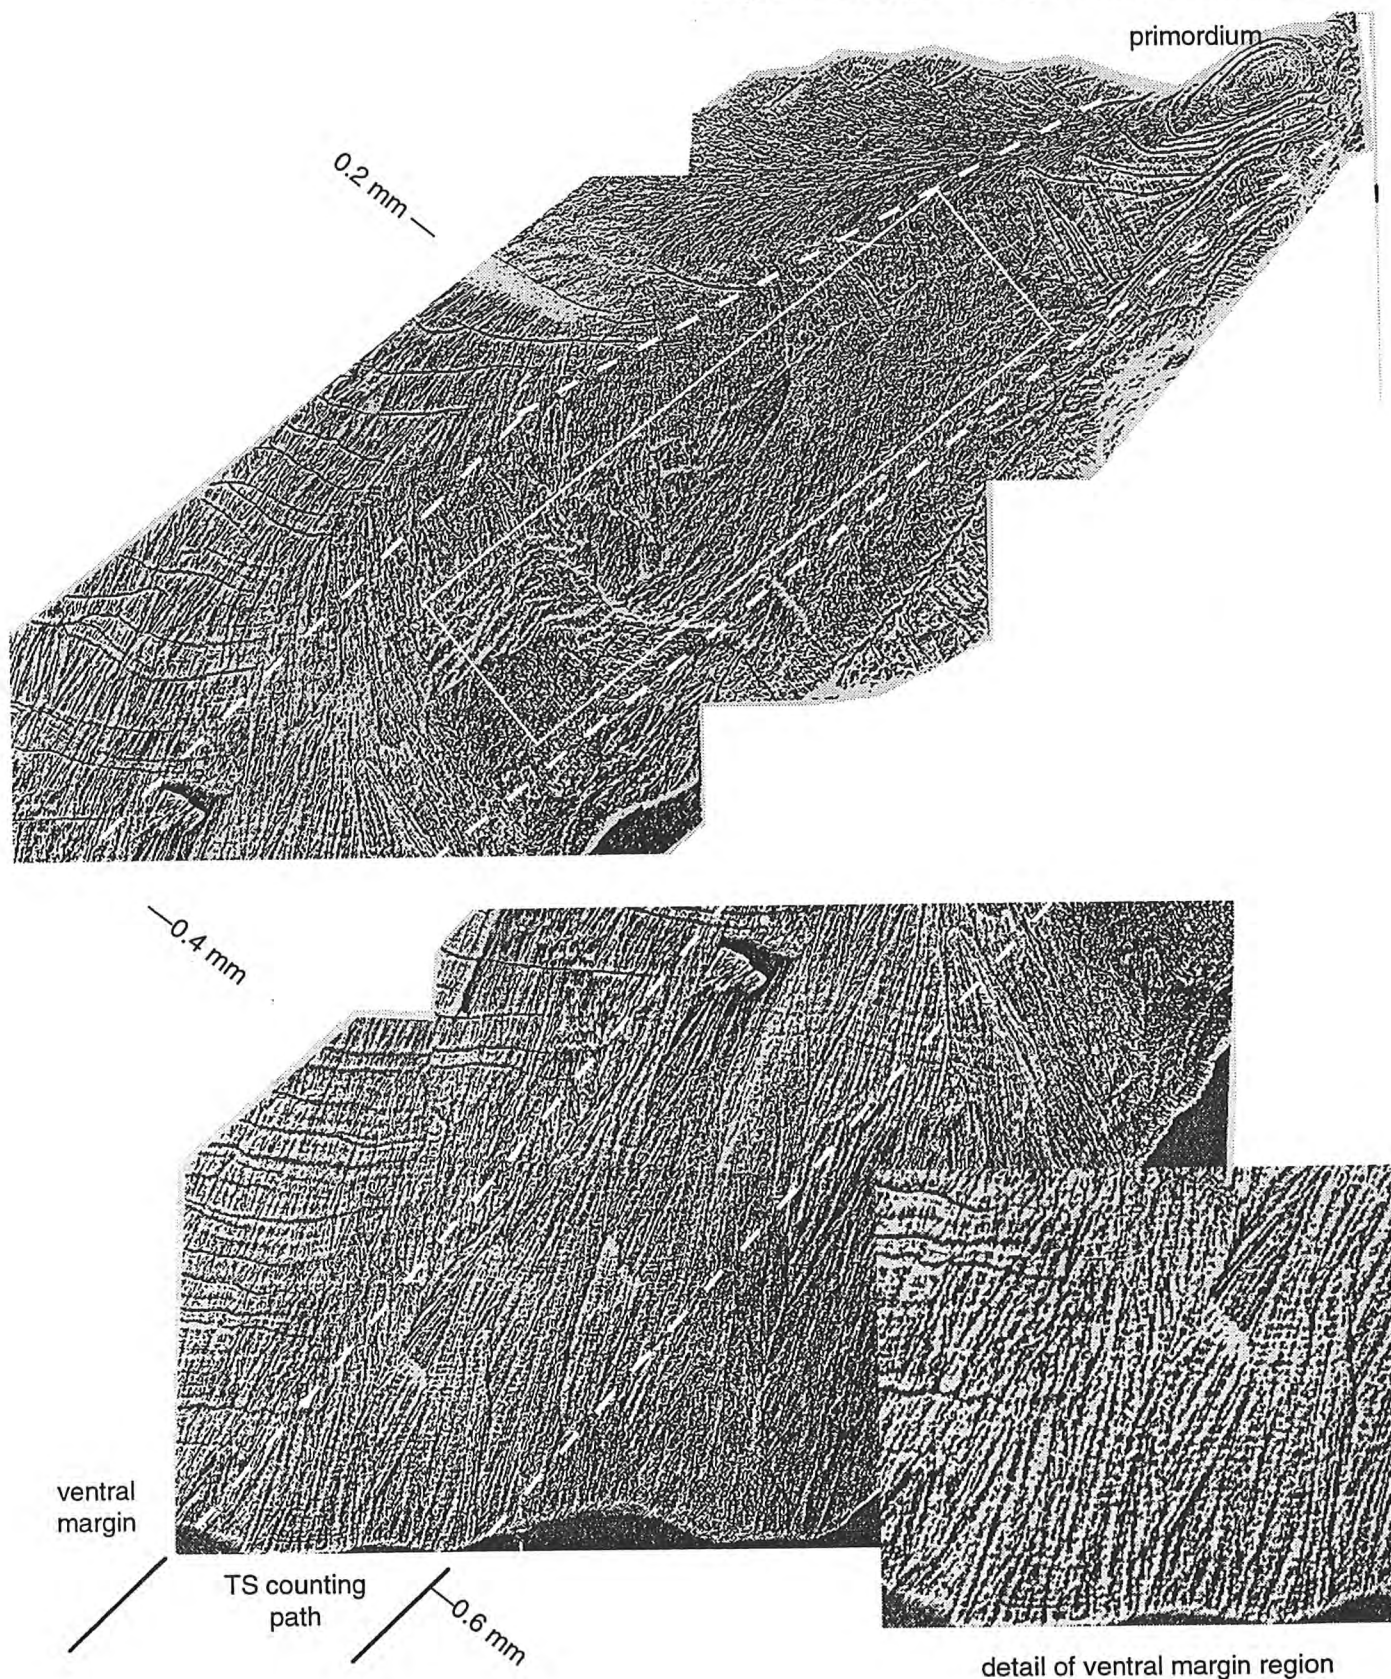 primordium
0.2 mm
0.4 mm
ventral
margin
TS counting
path
0.6 mm
detail of ventral margin region